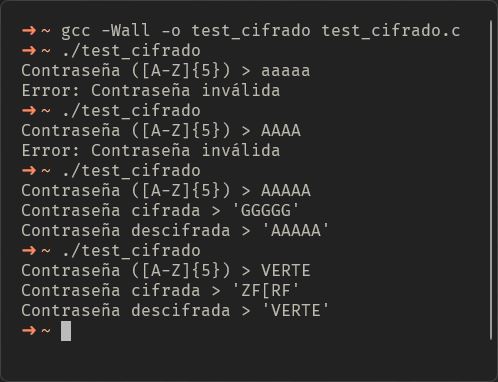 ➜ ~ gcc -Wall -o test_cifrado test_cifrado.c
➜ ~ ./test_cifrado
Contraseña ([A-Z]{5}) > aaaaa
Error: Contraseña inválida
➜ ~ ./test_cifrado
Contraseña ([A-Z]{5}) > AAAA
Error: Contraseña inválida
➜ ~ ./test_cifrado
Contraseña ([A-Z]{5}) > AAAAA
Contraseña cifrada > 'GGGGG'
Contraseña descifrada > 'AAAAA'
➜ ~ ./test_cifrado
Contraseña ([A-Z]{5}) > VERTE
Contraseña cifrada > 'ZF[RF'
Contraseña descifrada > 'VERTE'
➜ ~